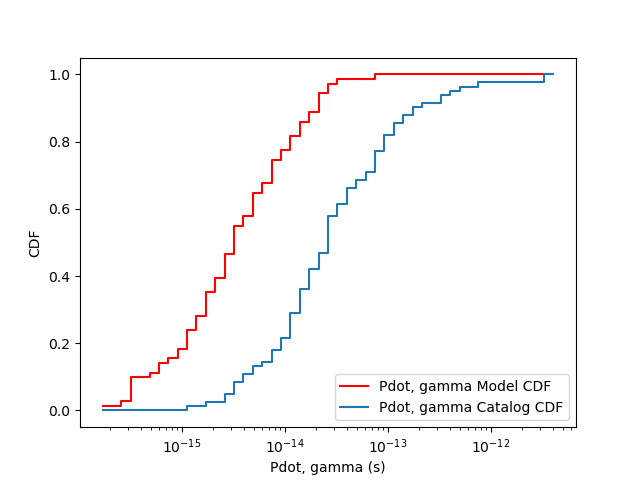 1.0
0.8
0.6
0.4
0.2
0.0
CDF
10⁻¹⁵
10⁻¹⁴
10⁻¹³
10⁻¹²
Pdot, gamma (s)
Pdot, gamma Model CDF
Pdot, gamma Catalog CDF